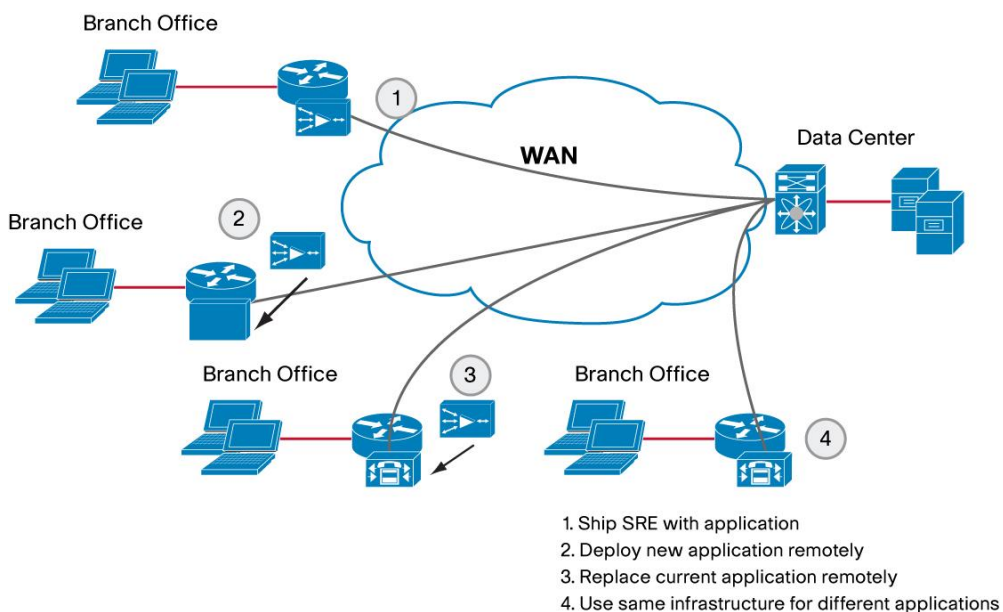 Branch Office
1
WAN
Data Center
Branch Office
2
Branch Office
3
Branch Office
4
1. Ship SRE with application
2. Deploy new application remotely
3. Replace current application remotely
4. Use same infrastructure for different applications